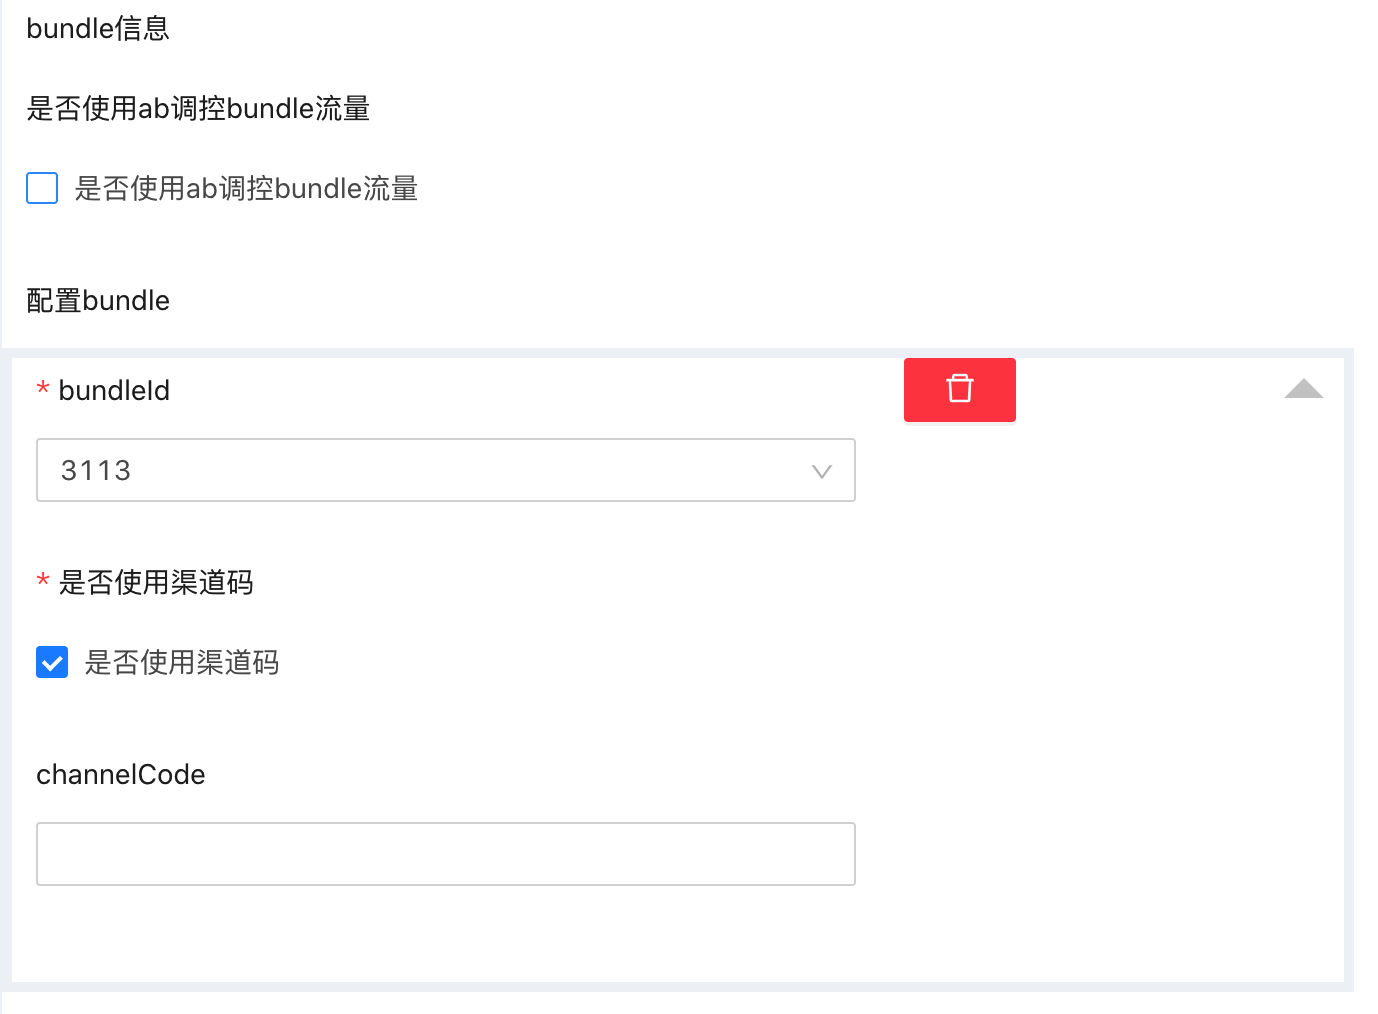 bundle信息
是否使用ab调控bundle流量
是否使用ab调控bundle流量
配置bundle
* bundleId
3113
* 是否使用渠道码
是否使用渠道码
channelCode